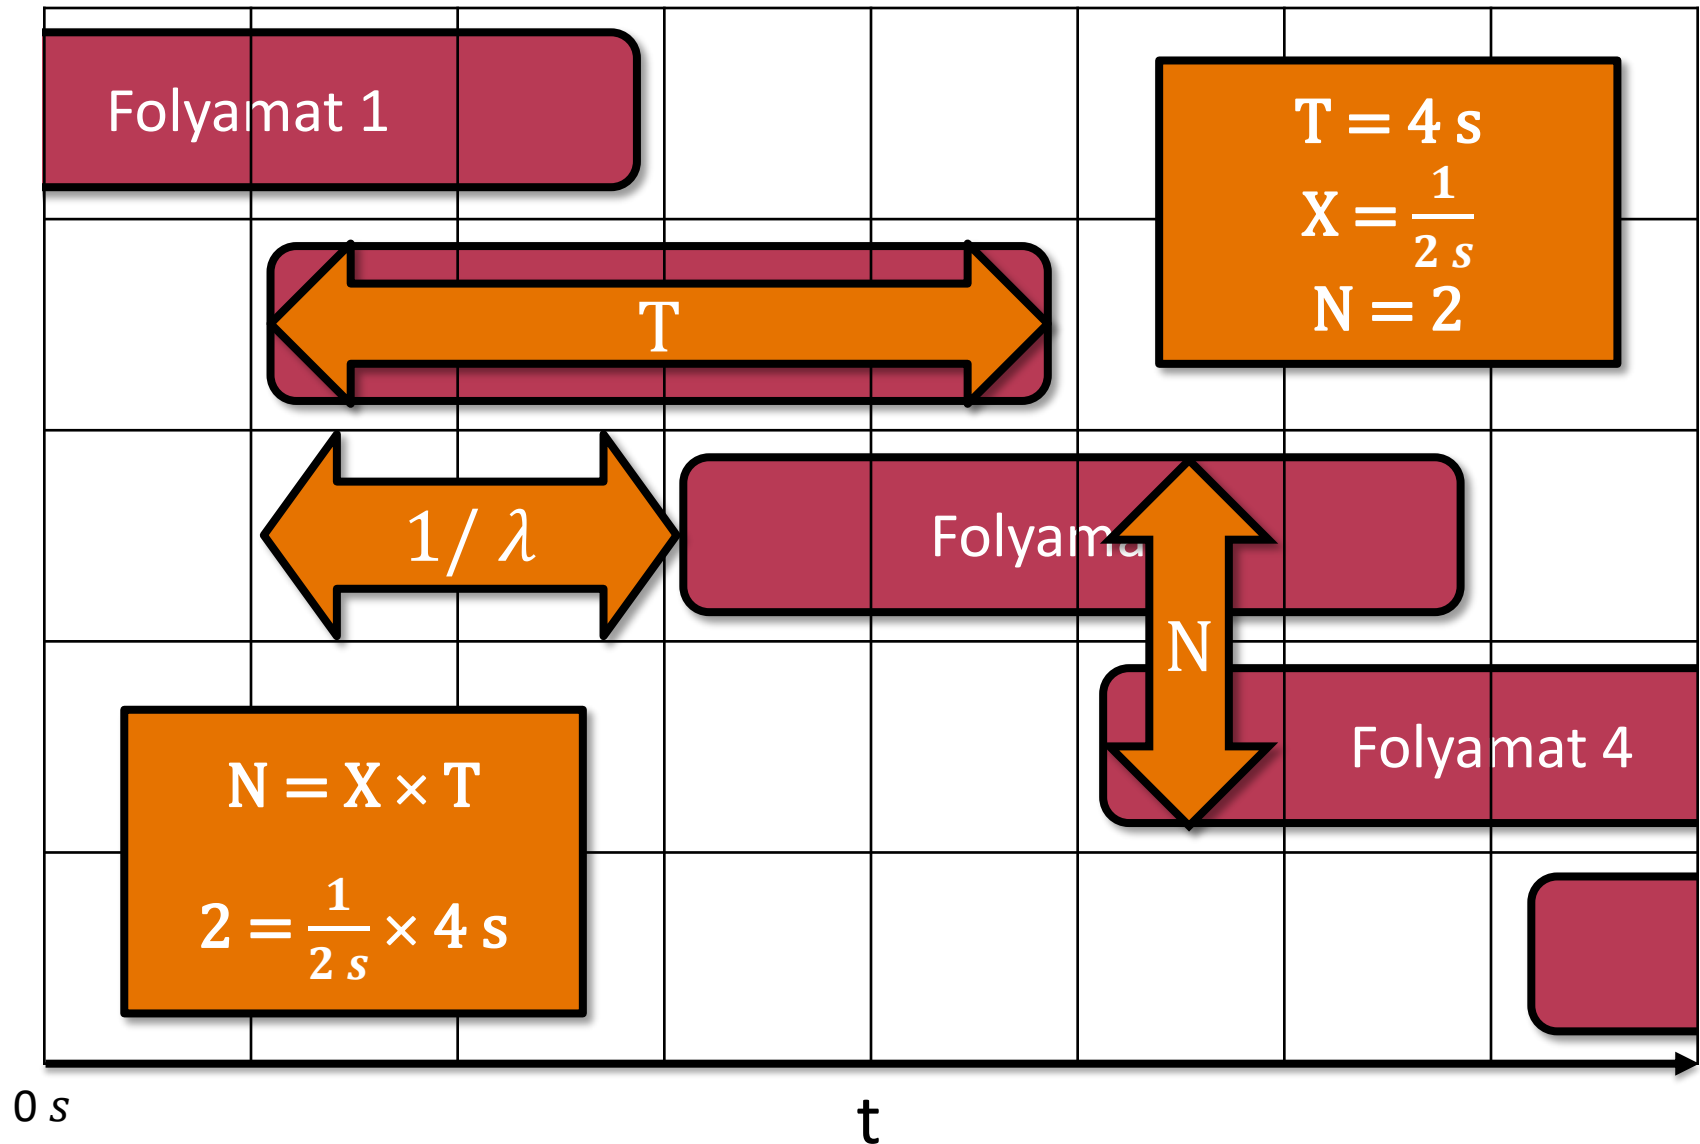 Folyamat 1
T = 4 s
X = 1/2 s
N = 2
T
1/ λ
Folyama
N
Folyamat 4
N = X × T
2 = 1/2 s × 4 s
0 s
t